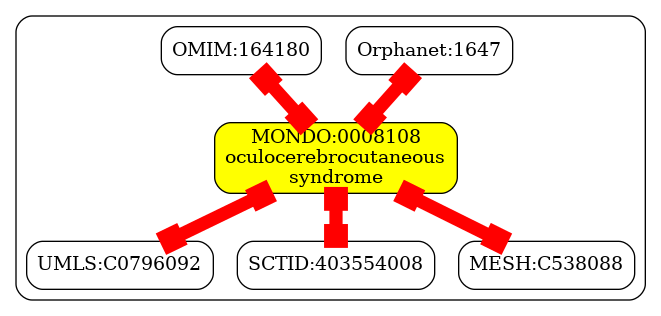 OMIM:164180
Orphanet:1647
MONDO:0008108
oculocerebrocutaneous
syndrome
UMLS:C0796092
SCTID:403554008
MESH:C538088